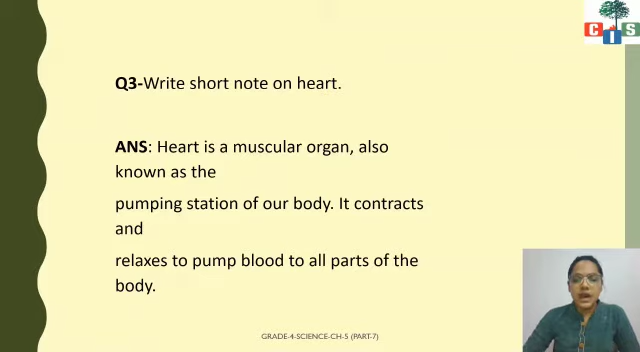 CIS
Q3-Write short note on heart.
ANS: Heart is a muscular organ, also
known as the
pumping station of our body. It contracts
and
relaxes to pump blood to all parts of the
body.
GRADE-4-SCIENCE-CH-5 (PART-7)